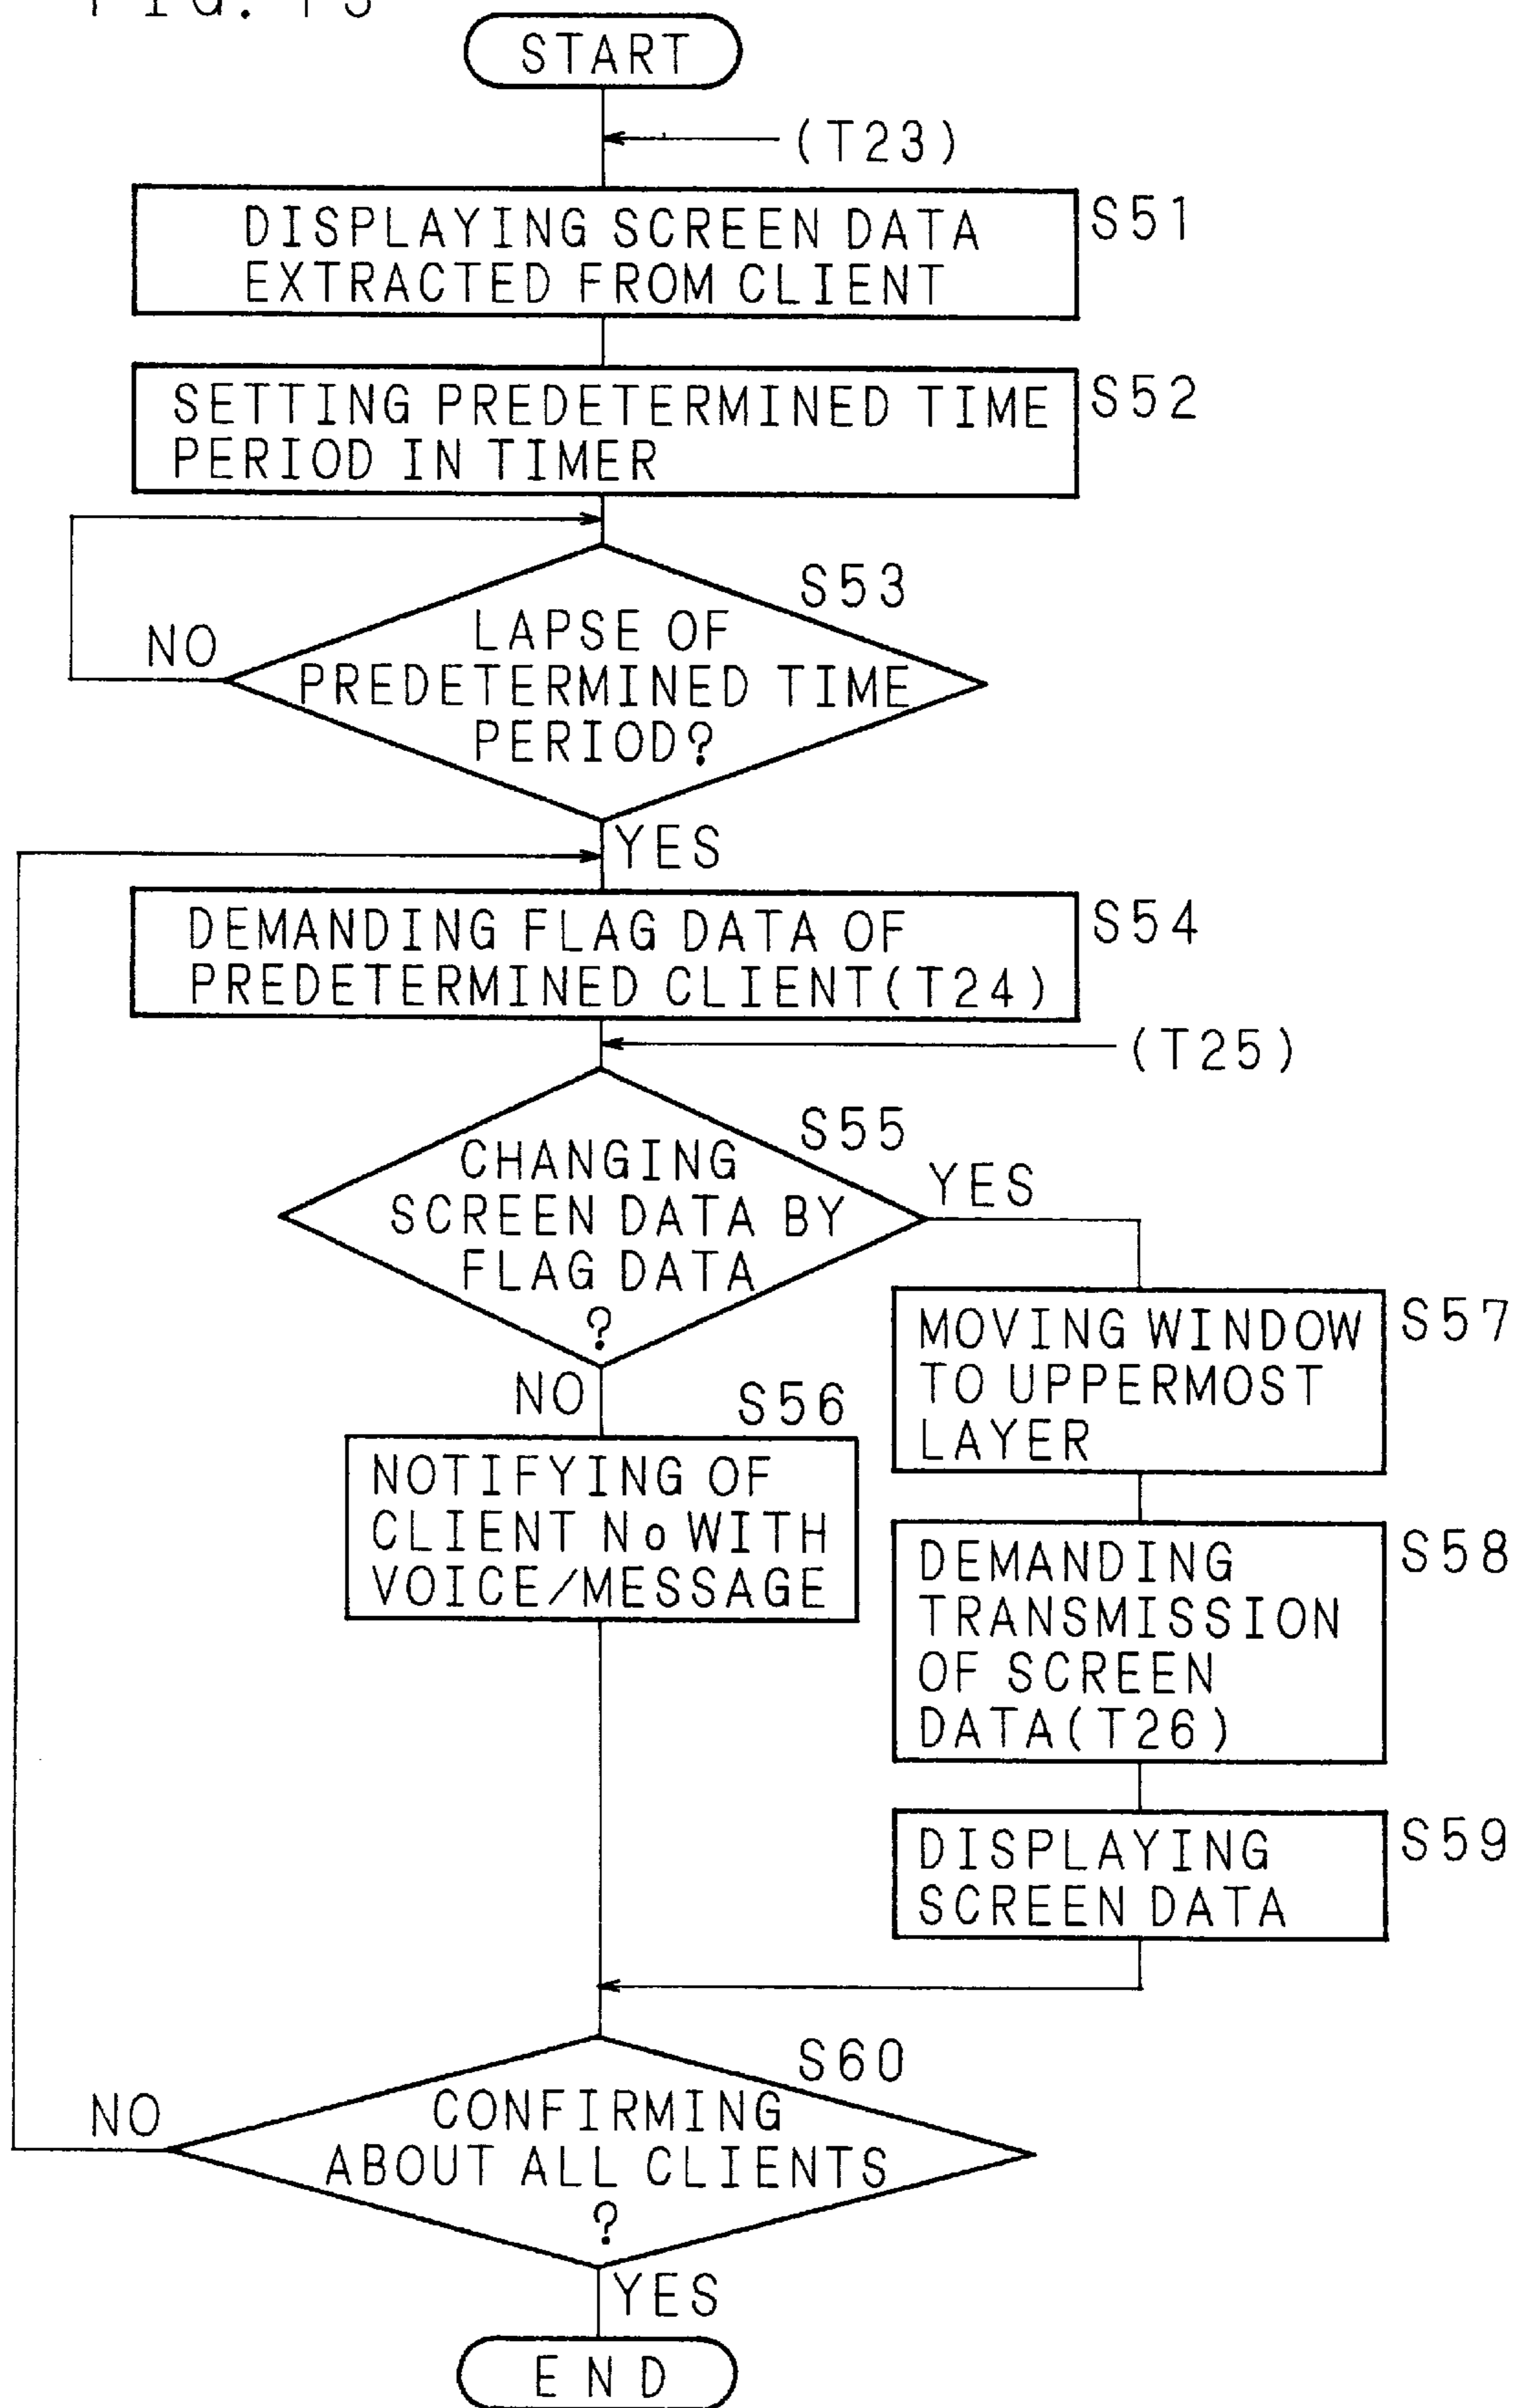 START
(T23)
DISPLAYING SCREEN DATA
EXTRACTED FROM CLIENT
S51
SETTING PREDETERMINED TIME
PERIOD IN TIMER
S52
S53
LAPSE OF
PREDETERMINED TIME
PERIOD?
NO
YES
DEMANDING FLAG DATA OF
PREDETERMINED CLIENT(T24)
S54
(T25)
S55
CHANGING
SCREEN DATA BY
FLAG DATA
?
YES
NO
S56
NOTIFYING OF
CLIENT No WITH
VOICE/MESSAGE
MOVING WINDOW
TO UPPERMOST
LAYER
S57
DEMANDING
TRANSMISSION
OF SCREEN
DATA(T26)
S58
DISPLAYING
SCREEN DATA
S59
S60
CONFIRMING
ABOUT ALL CLIENTS
?
NO
YES
END